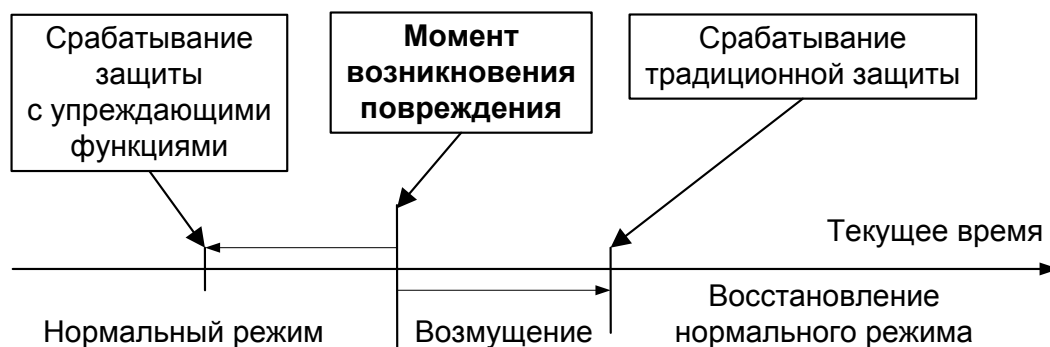 Срабатывание
защиты
с упреждающими
функциями
Момент
возникновения
повреждения
Срабатывание
традиционной защиты
Текущее время
Нормальный режим
Возмущение
Восстановление
нормального режима